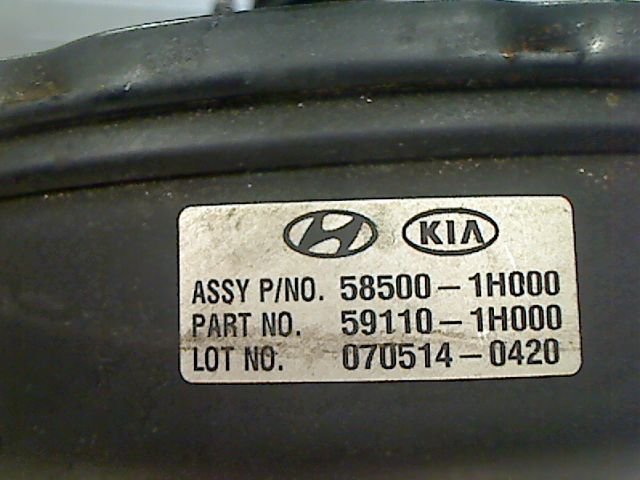 KIA
ASSY P/NO. 58500-1H000
PART NO. 59110-1H000
LOT NO. 070514-0420